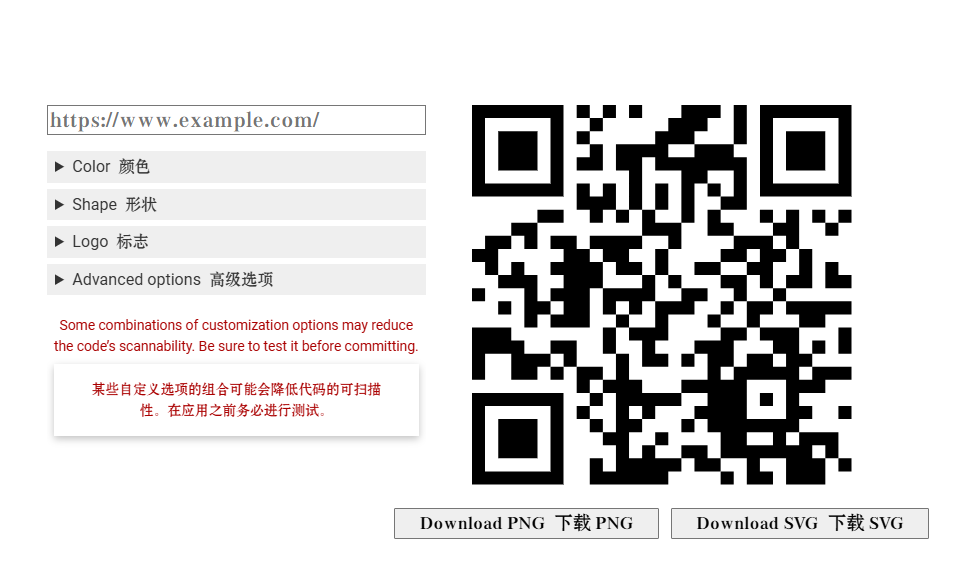 https://www.example.com/
Color 颜色
Shape 形状
Logo 标志
Advanced options 高级选项
Some combinations of customization options may reduce
the code’s scannability. Be sure to test it before committing.
某些自定义选项的组合可能会降低代码的可扫描
性。在应用之前务必进行测试。
Download PNG 下载 PNG
Download SVG 下载 SVG